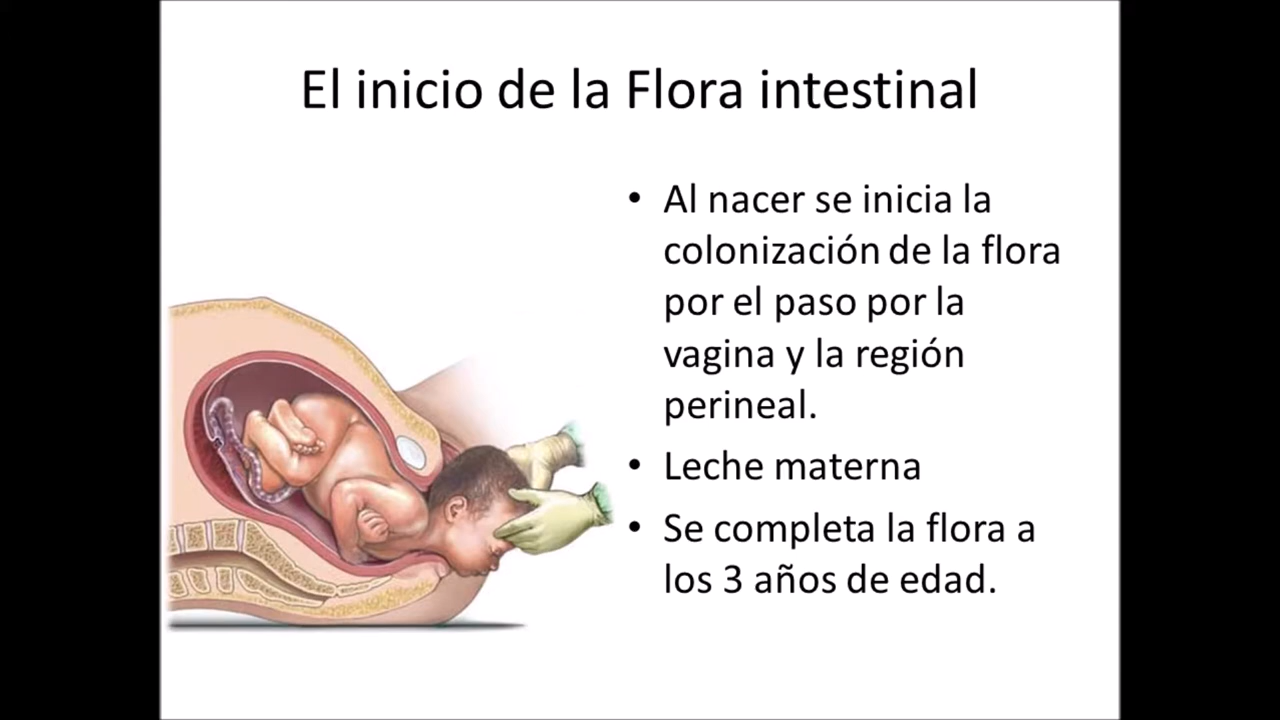 El inicio de la Flora intestinal
• Al nacer se inicia la
colonización de la flora
por el paso por la
vagina y la región
perineal.
• Leche materna
• Se completa la flora a
los 3 años de edad.